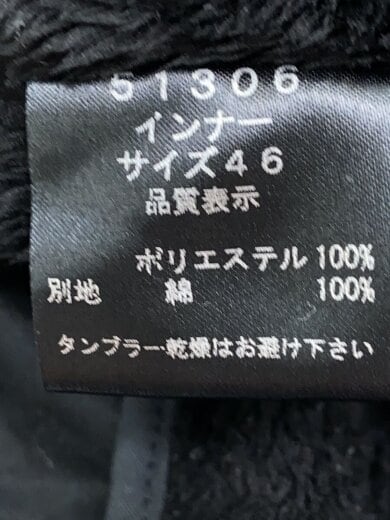 51306
インナー
サイズ46
品質表示
ポリエステル 100%
別地 綿 100%
タンブラー乾燥はお避け下さい